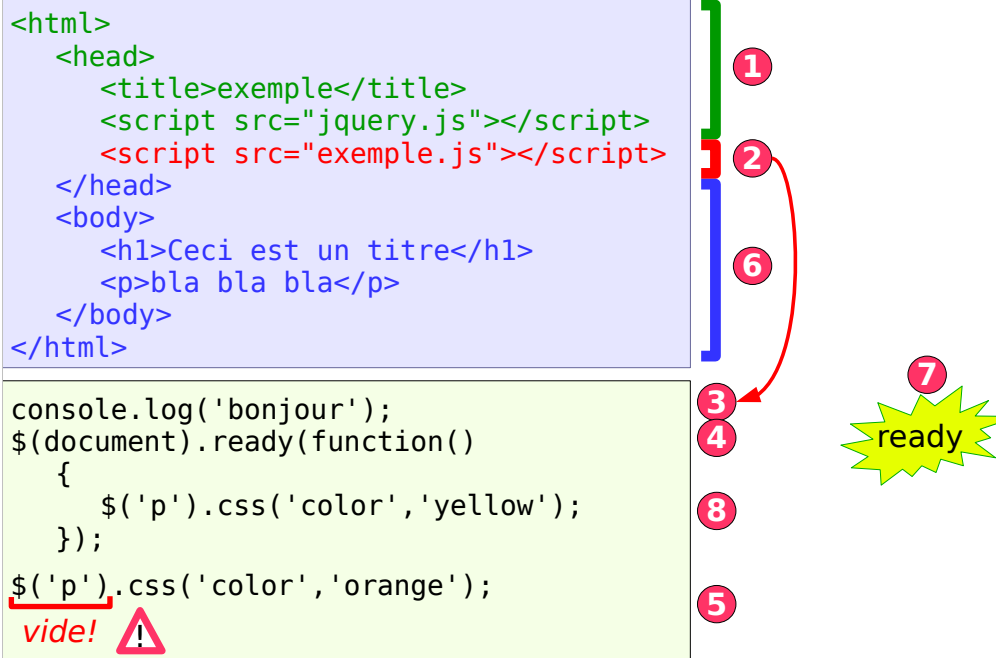 <html>
<head>
<title>exemple</title>
<script src="jquery.js"></script>
<script src="exemple.js"></script>
</head>
<body>
<h1>Ceci est un titre</h1>
<p>bla bla bla</p>
</body>
</html>
1
2
6
console.log('bonjour');
$(document).ready(function()
{
$('p').css('color','yellow');
});
$('p').css('color','orange');
vide!
!
3
4
8
5
7
ready